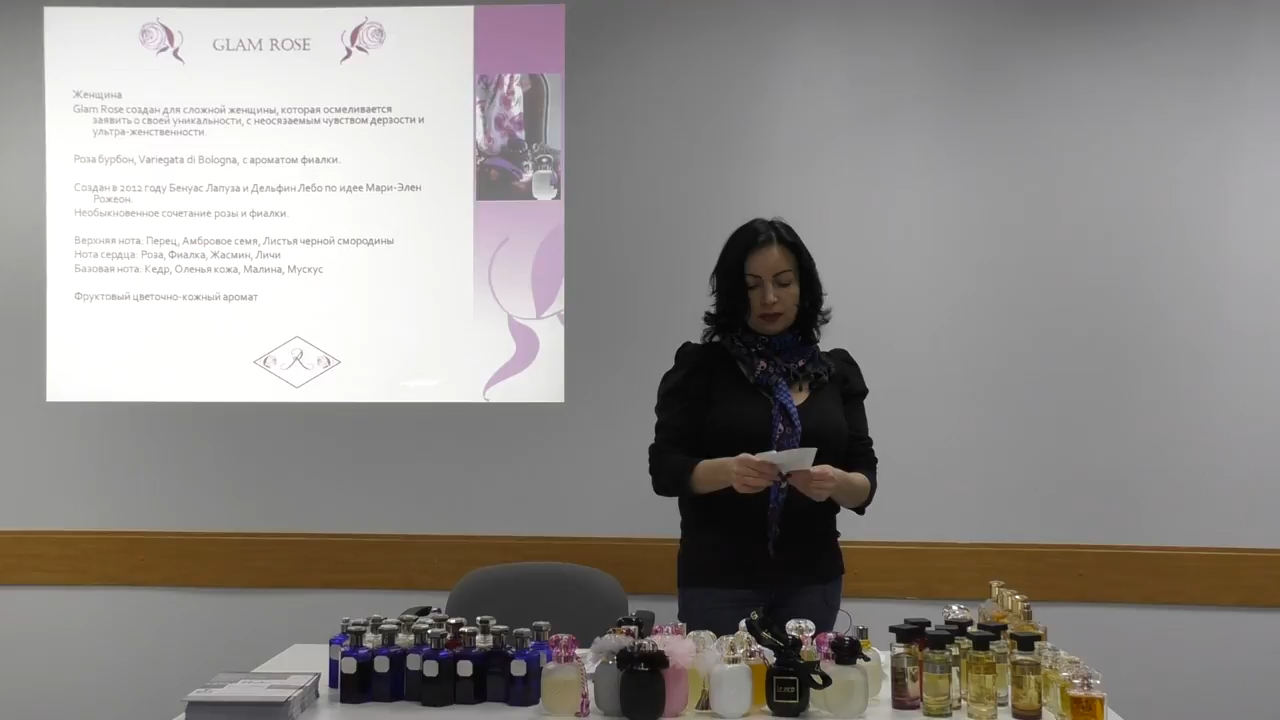 GLAM ROSE
Женщина
Glam Rose создан для сложной женщины, которая осмеливается
заявить о своей уникальности, с неосязаемым чувством дерзости и
ультра-женственности.
Роза бурбон, Variegata di Bologna, с ароматом фиалки.
Создан в 2012 году Бенуас Лапуза и Дельфин Лебо по идее Мари-Элен
Рожеон.
Необыкновенное сочетание розы и фиалки.
Верхняя нота: Перец, Амбровое семя, Листья черной смородины
Нота сердца: Роза, Фиалка, Жасмин, Личи
Базовая нота: Кедр, Оленья кожа, Малина, Мускус
Фруктовый цветочно-кожный аромат
R